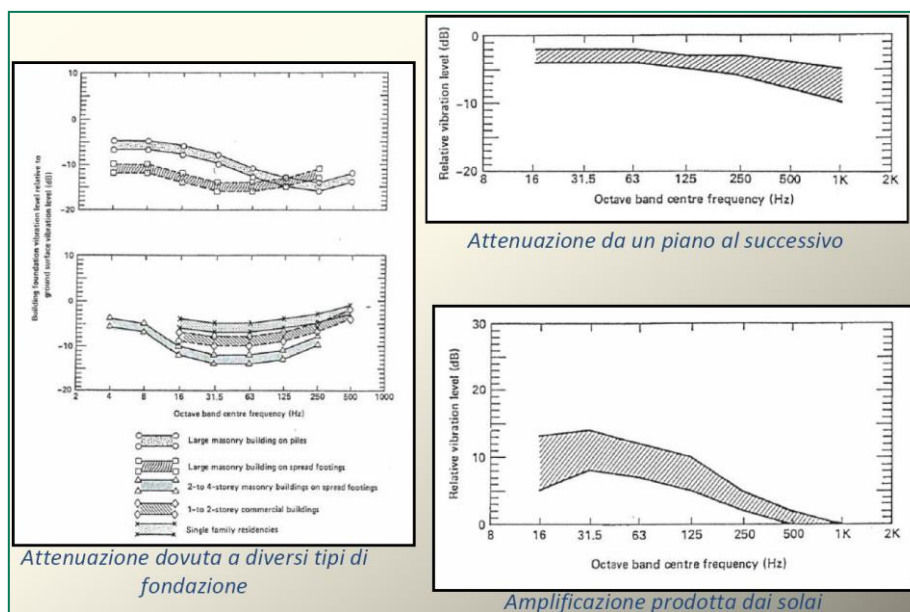 Building foundation vibration level relative to
ground surface vibration level (dB)
10
0
-10
-20
10
0
-10
-20
2 4 8 16 31.5 63 125 250 500 1000
Octave band centre frequency (Hz)
Large masonry building on piles
Large masonry building on spread footings
2-to 4-storey masonry buildings on spread footings
1-to 2-storey commercial buildings
Single family residencies
Attenuazione dovuta a diversi tipi di
fondazione
Relative vibration level (dB)
0
-10
-20
8 16 31.5 63 125 250 500 1K 2K
Octave band centre frequency (Hz)
Attenuazione da un piano al successivo
Relative vibration level (dB)
30
20
10
0
8 16 31.5 63 125 250 500 1K 2K
Octave band centre frequency (Hz)
Amplificazione prodotta dai solai